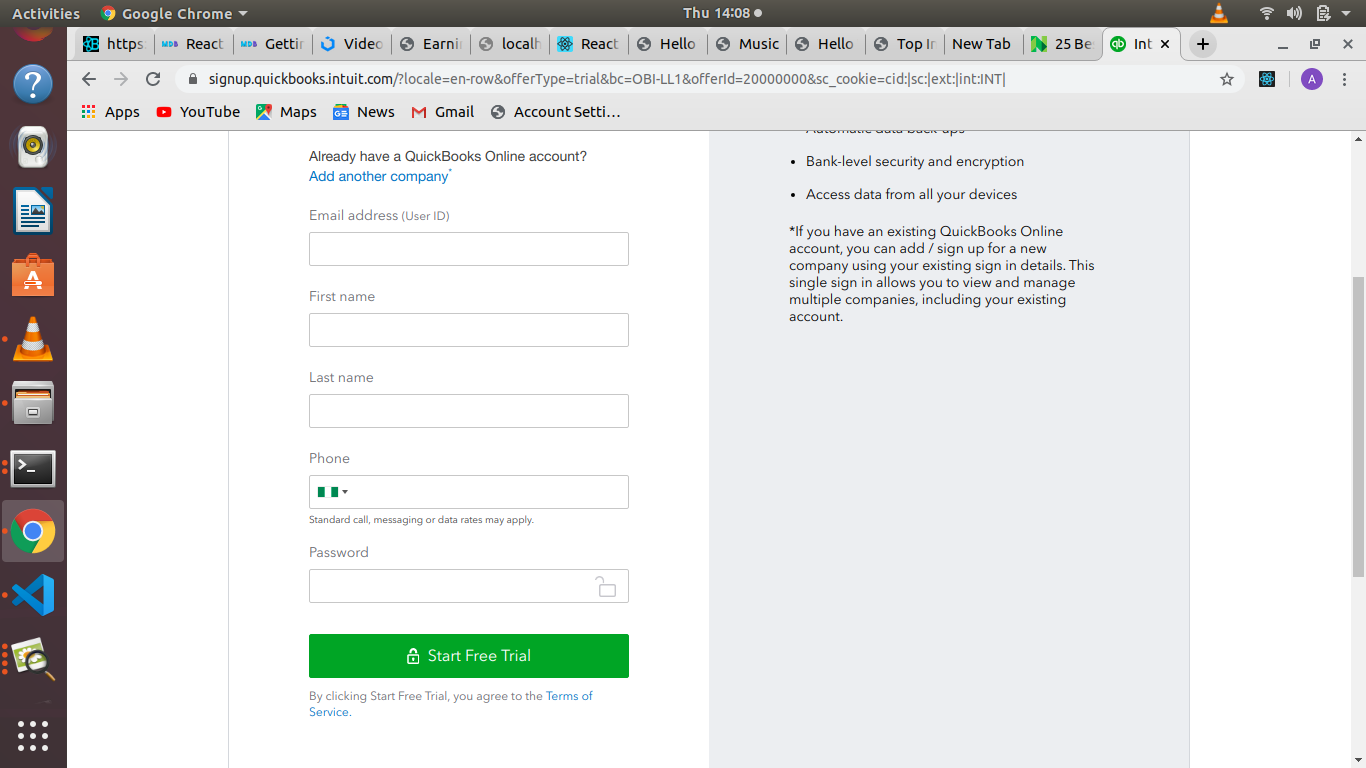 Activities
Google Chrome
Thu 14:08
https:
React
Gettin
Video
Earni
localh
React
Hello
Music
Hello
Top In
New Tab
25 Be
Int
signup.quickbooks.intuit.com/?locale=en-row&offerType=trial&bc=OBI-LL1&offerId=20000000&sc_cookie=cid:|sc:|ext:|int:INT|
A
Apps
YouTube
Maps
News
Gmail
Account Setti…
Already have a QuickBooks Online account?
Add another company*
Email address (User ID)
First name
Last name
Phone
Standard call, messaging or data rates may apply.
Password
Start Free Trial
By clicking Start Free Trial, you agree to the Terms of
Service.
Automatic data back-ups
• Bank-level security and encryption
• Access data from all your devices
*If you have an existing QuickBooks Online
account, you can add / sign up for a new
company using your existing sign in details. This
single sign in allows you to view and manage
multiple companies, including your existing
account.